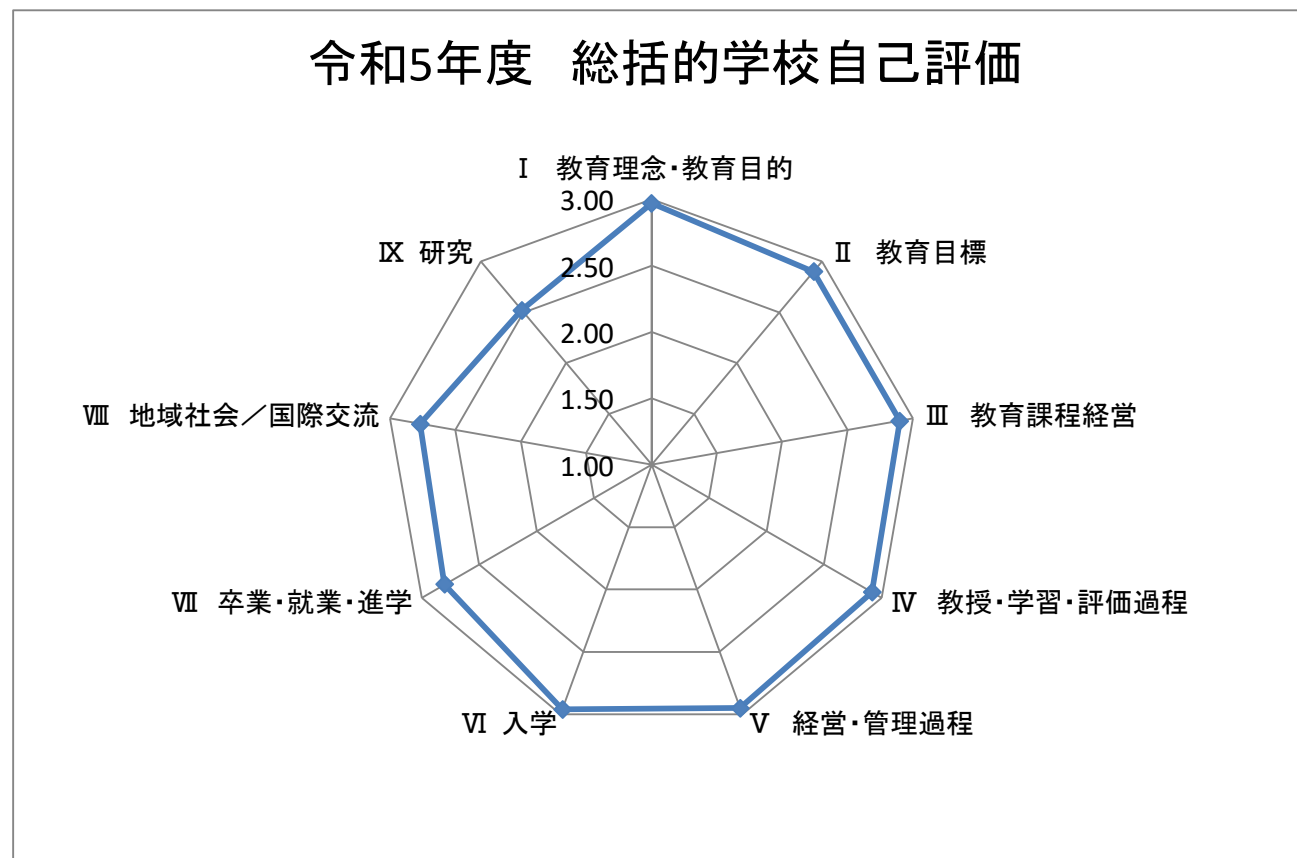 令和5年度　総括的学校自己評価
Ⅰ　教育理念・教育目的
3.00
Ⅸ 研究
Ⅱ　教育目標
2.50
2.00
1.50
Ⅷ 地域社会／国際交流
Ⅲ　教育課程経営
1.00
Ⅶ 卒業・就業・進学
Ⅳ　教授・学習・評価過程
Ⅵ 入学
Ⅴ　経営・管理過程